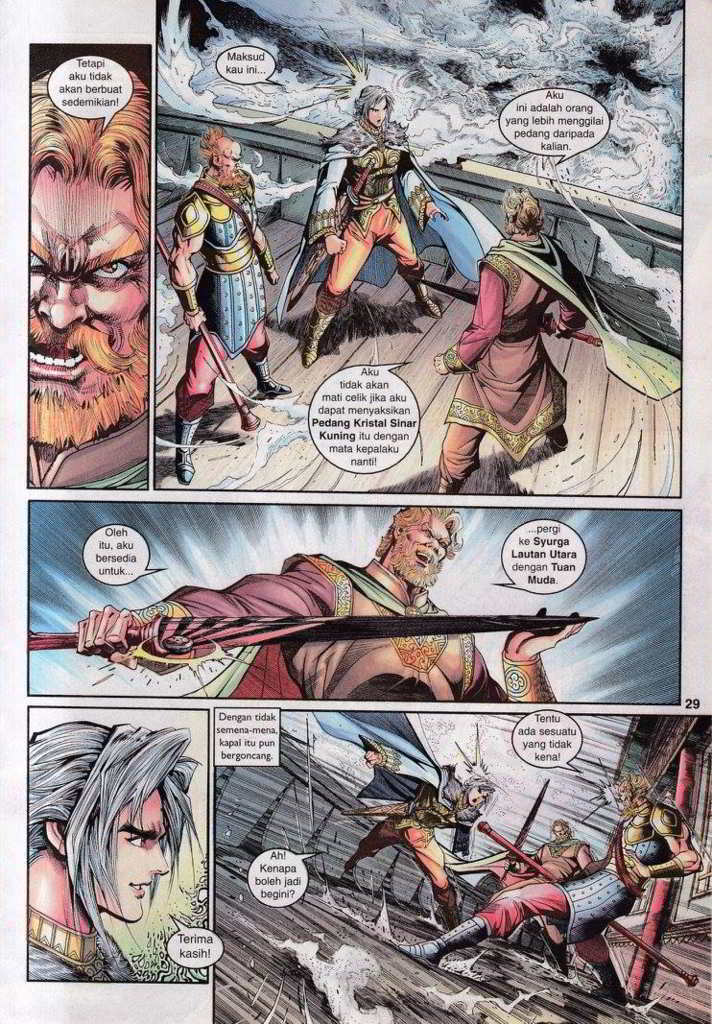 Tetapi
aku tidak
akan berbuat
sedemikian!
Maksud
kau ini...
Aku
ini adalah orang
yang lebih menggilai
pedang daripada
kalian.
Aku
tidak akan
mati celik jika aku
dapat menyaksikan
Pedang Kristal Sinar
Kuning itu dengan
mata kepalaku
nanti!
Oleh
itu, aku
bersedia
untuk...
...pergi
ke Syurga
Lautan Utara
dengan Tuan
Muda.
29
Terima
kasih!
Dengan tidak
semena-mena,
kapal itu pun
bergoncang.
Tentu
ada sesuatu
yang tidak
kena!
Ah!
Kenapa
boleh jadi
begini?